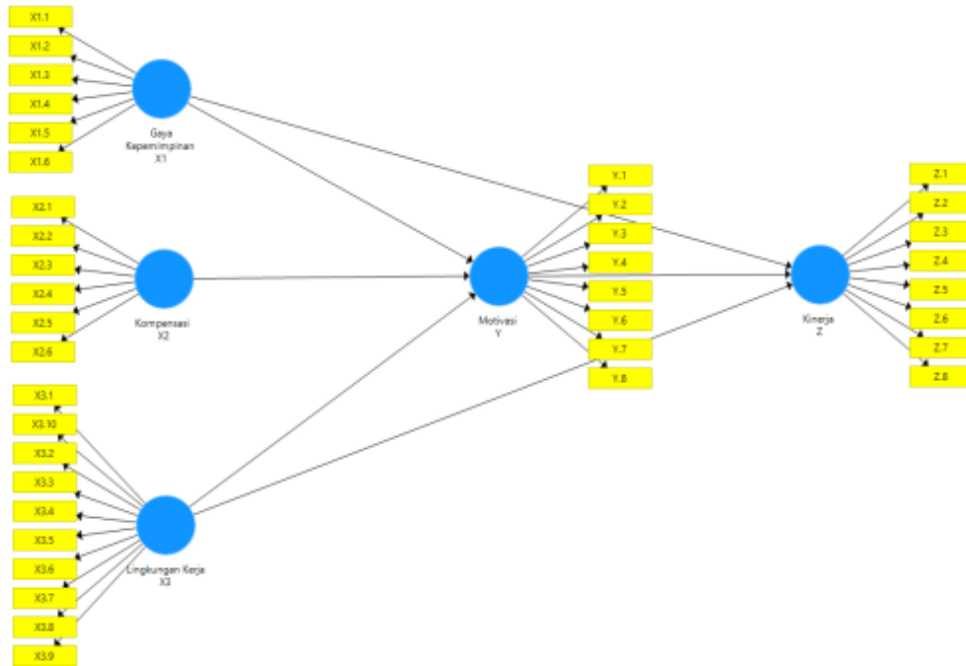 X1.1
X1.2
X1.3
X1.4
X1.5
X1.6
Gaya
Kepemimpinan
X1
X2.1
X2.2
X2.3
X2.4
X2.5
X2.6
Kompensasi
X2
X3.1
X3.10
X3.2
X3.3
X3.4
X3.5
X3.6
X3.7
X3.8
X3.9
Lingkungan Kerja
X3
Motivasi
Y
Y.1
Y.2
Y.3
Y.4
Y.5
Y.6
Y.7
Y.8
Kinerja
Z
Z.1
Z.2
Z.3
Z.4
Z.5
Z.6
Z.7
Z.8